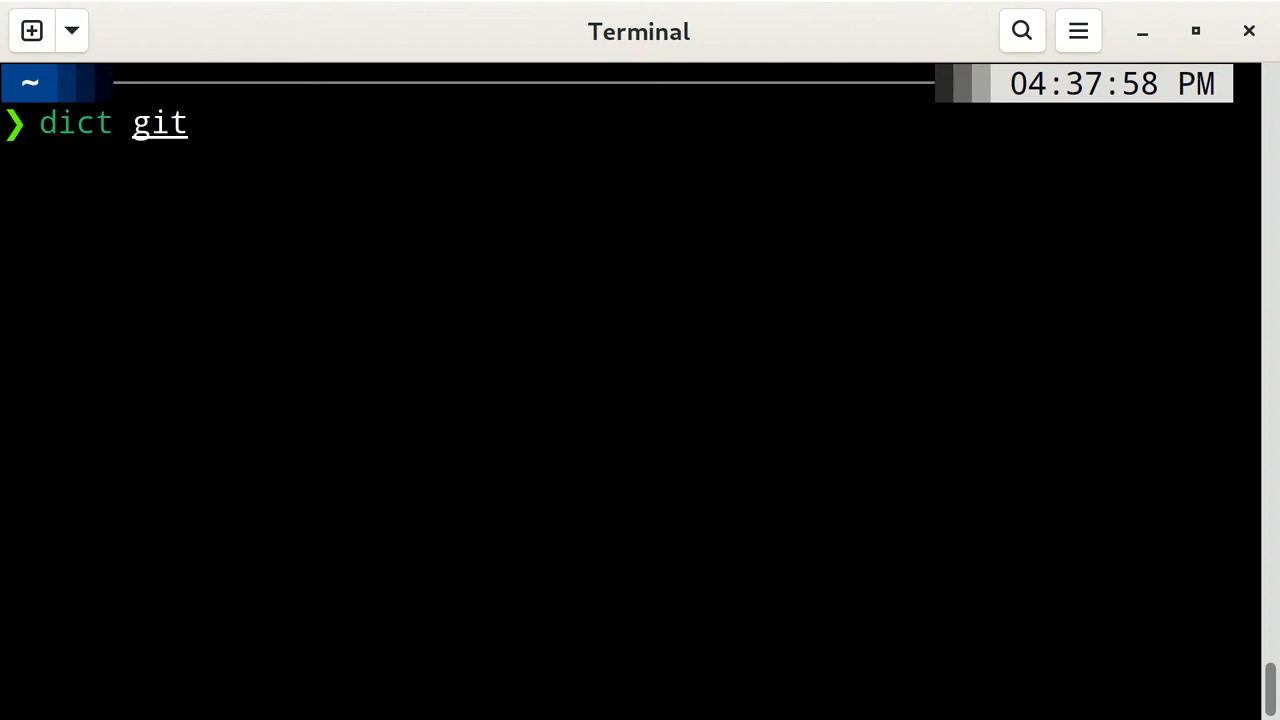 Terminal
~ 04:37:58 PM
❯ dict git